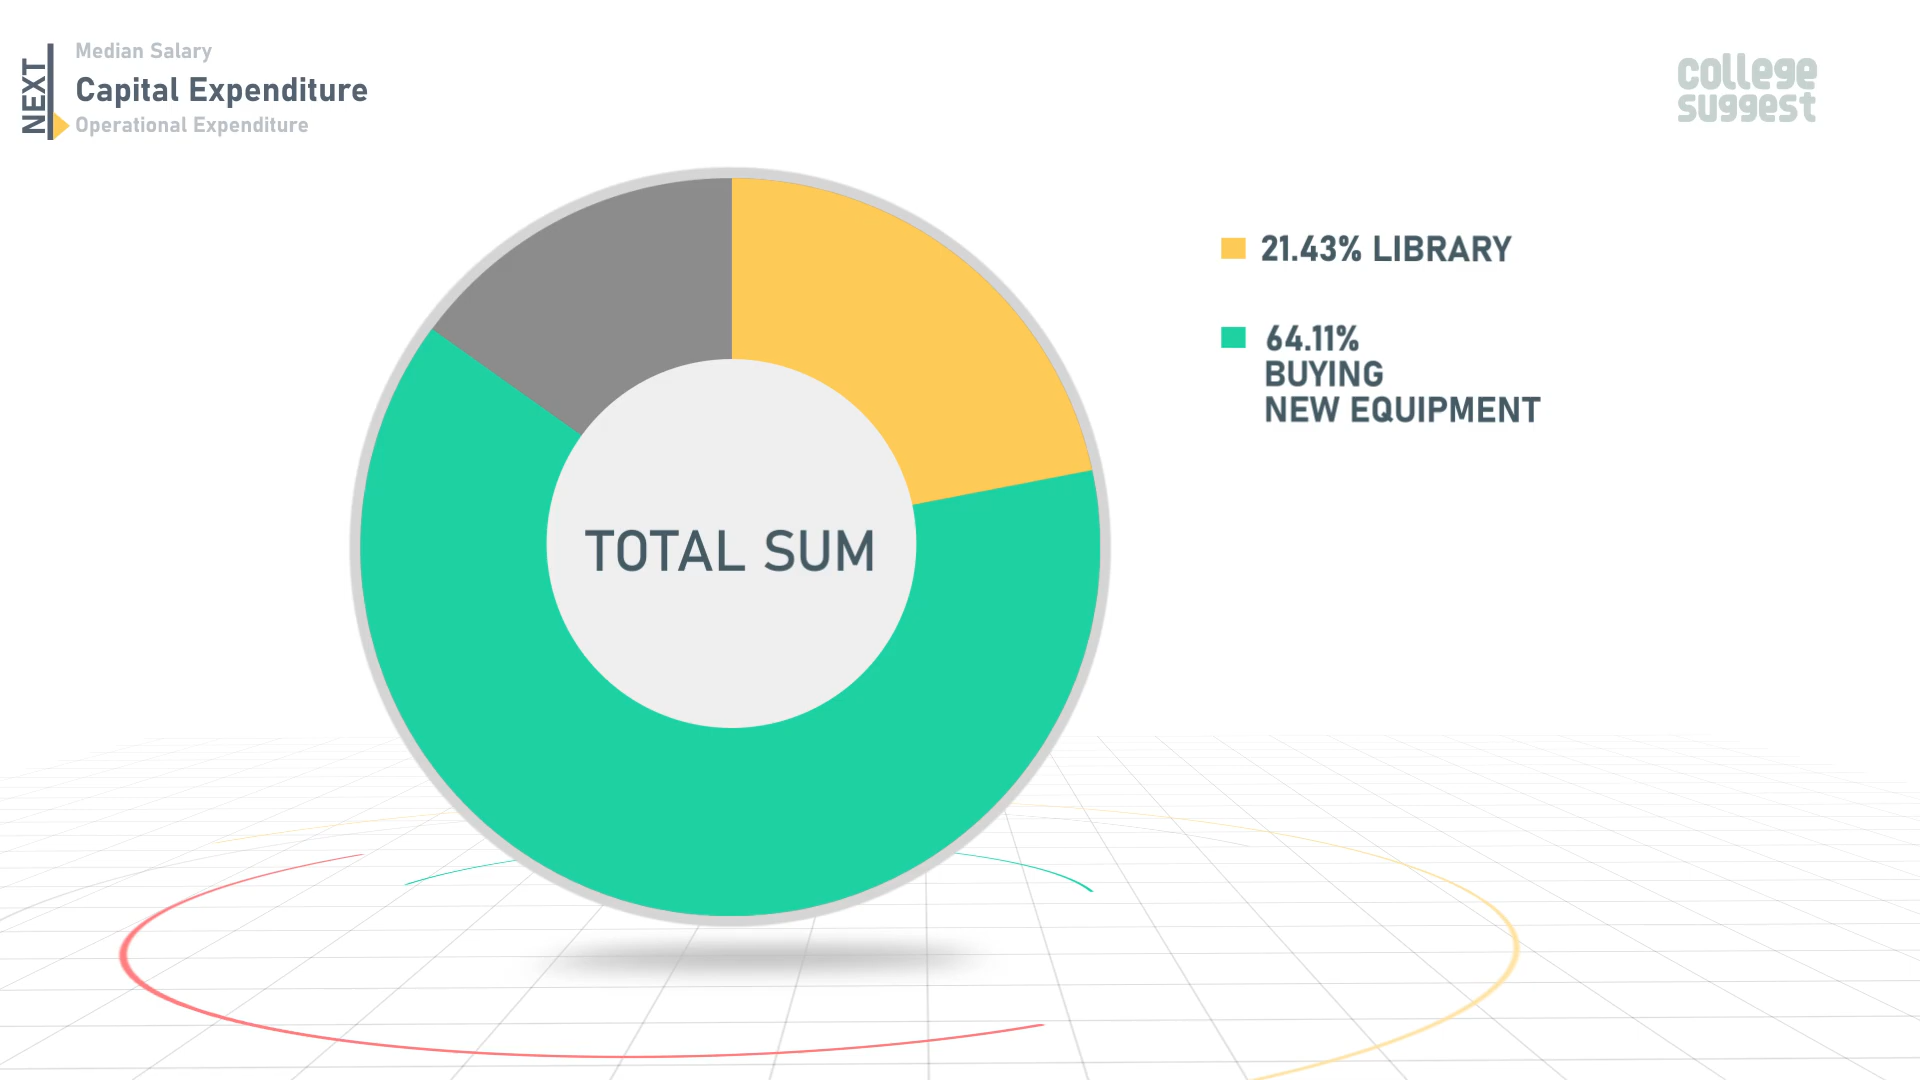 NEXT
Median Salary
Capital Expenditure
Operational Expenditure
college
suggest
21.43% LIBRARY
64.11%
BUYING
NEW EQUIPMENT
TOTAL SUM